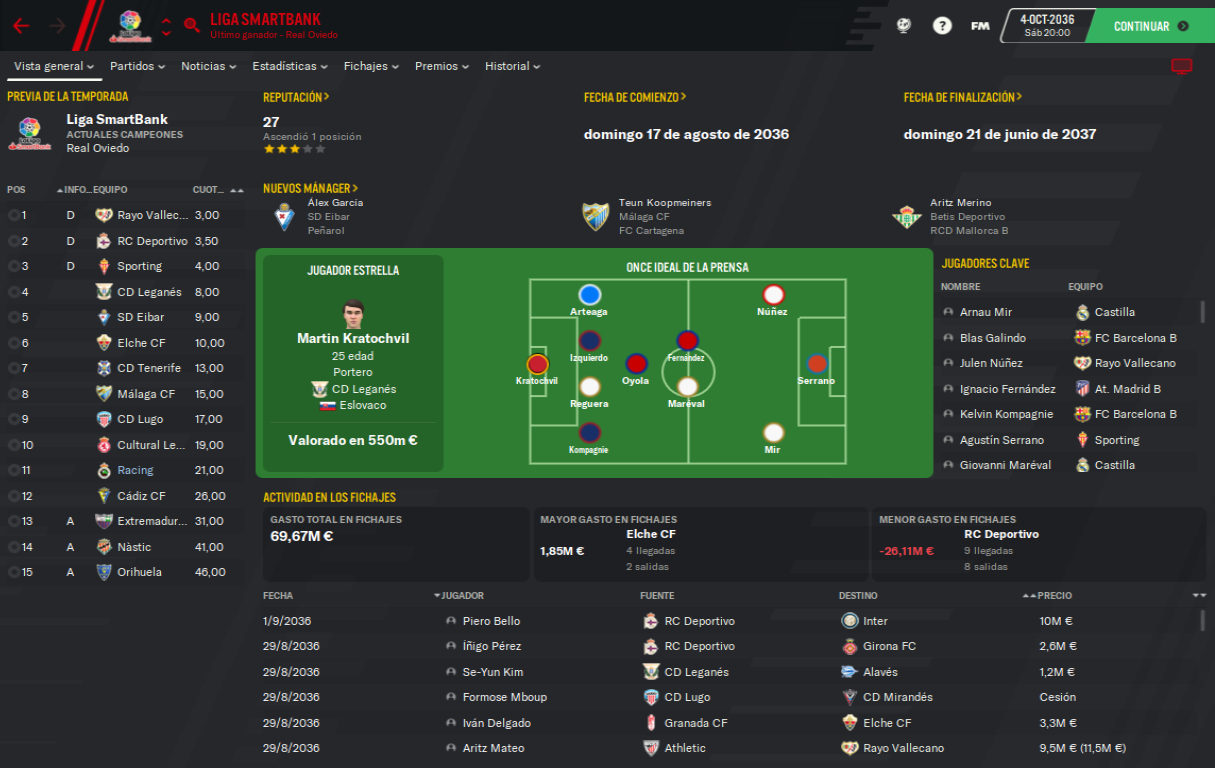 LIGA SMARTBANK
Último ganador - Real Oviedo
?
FM
4-OCT-2036
Sáb 20:00
CONTINUAR
Vista general
Partidos
Noticias
Estadísticas
Fichajes
Premios
Historial
PREVIA DE LA TEMPORADA
Liga SmartBank
ACTUALES CAMPEONES
Real Oviedo
REPUTACIÓN >
27
Ascendió 1 posición
FECHA DE COMIENZO >
domingo 17 de agosto de 2036
FECHA DE FINALIZACIÓN >
domingo 21 de junio de 2037
POS INFO... EQUIPO CUOT...
1 D Rayo Vallec... 3,00
2 D RC Deportivo 3,50
3 D Sporting 4,00
4 CD Leganés 8,00
5 SD Eibar 9,00
6 Elche CF 10,00
7 CD Tenerife 13,00
8 Málaga CF 15,00
9 CD Lugo 17,00
10 Cultural Le... 19,00
11 Racing 21,00
12 Cádiz CF 26,00
13 A Extremadur... 31,00
14 A Nàstic 41,00
15 A Orihuela 46,00
NUEVOS MÁNAGER >
Álex García
SD Eibar
Peñarol
Teun Koopmeiners
Málaga CF
FC Cartagena
Aritz Merino
Betis Deportivo
RCD Mallorca B
JUGADOR ESTRELLA
Martin Kratochvil
25 edad
Portero
CD Leganés
Eslovaco
Valorado en 550m €
ONCE IDEAL DE LA PRENSA
Arteaga
Núñez
Izquierdo
Fernández
Kratochvil
Oyola
Serrano
Reguera
Maréval
Kompagnie
Mir
JUGADORES CLAVE
NOMBRE EQUIPO
Arnau Mir Castilla
Blas Galindo FC Barcelona B
Julen Núñez Rayo Vallecano
Ignacio Fernández At. Madrid B
Kelvin Kompagnie FC Barcelona B
Agustín Serrano Sporting
Giovanni Maréval Castilla
ACTIVIDAD EN LOS FICHAJES
GASTO TOTAL EN FICHAJES
69,67M €
MAYOR GASTO EN FICHAJES
Elche CF
1,85M €
4 llegadas
2 salidas
MENOR GASTO EN FICHAJES
RC Deportivo
-26,11M €
9 llegadas
8 salidas
FECHA JUGADOR FUENTE DESTINO PRECIO
1/9/2036 Piero Bello RC Deportivo Inter 10M €
29/8/2036 Íñigo Pérez RC Deportivo Girona FC 2,6M €
29/8/2036 Se-Yun Kim CD Leganés Alavés 1,2M €
29/8/2036 Formose Mboup CD Lugo CD Mirandés Cesión
29/8/2036 Iván Delgado Granada CF Elche CF 3,3M €
29/8/2036 Aritz Mateo Athletic Rayo Vallecano 9,5M € (11,5M €)